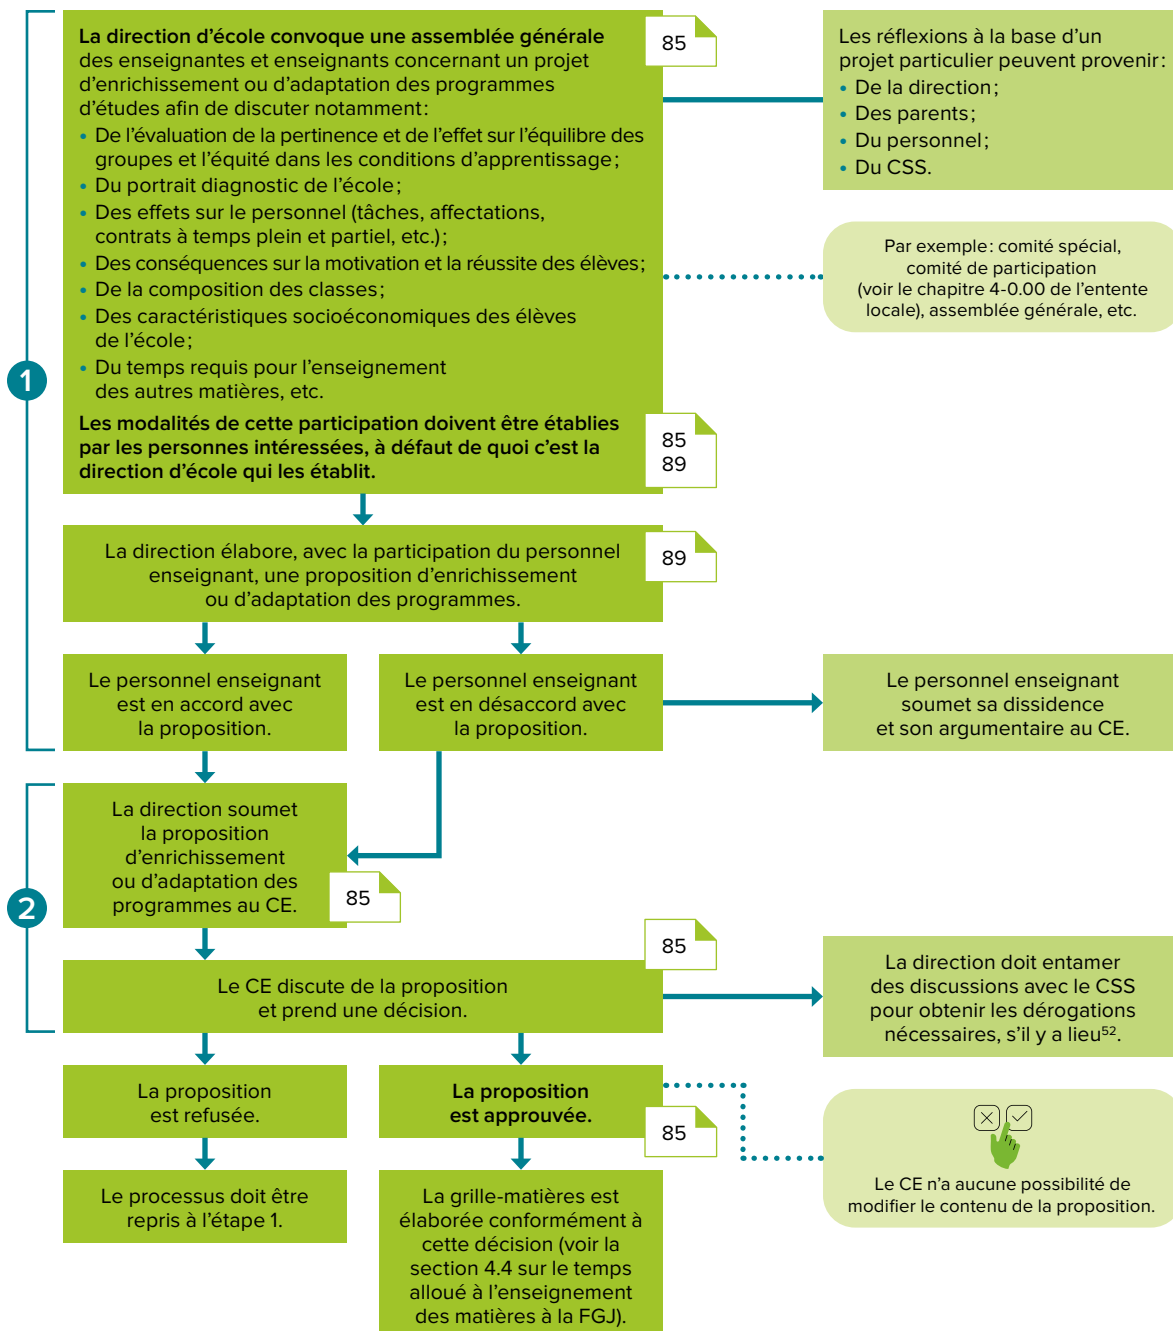 La direction d’école convoque une assemblée générale
des enseignantes et enseignants concernant un projet
d’enrichissement ou d’adaptation des programmes
d’études afin de discuter notamment :
• De l’évaluation de la pertinence et de l’effet sur l’équilibre des
groupes et l’équité dans les conditions d’apprentissage ;
• Du portrait diagnostic de l’école ;
• Des effets sur le personnel (tâches, affectations,
contrats à temps plein et partiel, etc.) ;
• Des conséquences sur la motivation et la réussite des élèves ;
• De la composition des classes ;
• Des caractéristiques socioéconomiques des élèves
de l’école ;
• Du temps requis pour l’enseignement
des autres matières, etc.
Les modalités de cette participation doivent être établies
par les personnes intéressées, à défaut de quoi c’est la
direction d’école qui les établit.
85
85
89
Les réflexions à la base d’un
projet particulier peuvent provenir :
• De la direction ;
• Des parents ;
• Du personnel ;
• Du CSS.
Par exemple : comité spécial,
comité de participation
(voir le chapitre 4-0.00 de l’entente
locale), assemblée générale, etc.
1
La direction élabore, avec la participation du personnel
enseignant, une proposition d’enrichissement
ou d’adaptation des programmes.
89
Le personnel enseignant
est en accord avec
la proposition.
Le personnel enseignant
est en désaccord avec
la proposition.
Le personnel enseignant
soumet sa dissidence
et son argumentaire au CE.
2
La direction soumet
la proposition
d’enrichissement
ou d’adaptation des
programmes au CE.
85
Le CE discute de la proposition
et prend une décision.
85
La direction doit entamer
des discussions avec le CSS
pour obtenir les dérogations
nécessaires, s’il y a lieu⁵².
La proposition
est refusée.
La proposition
est approuvée.
85
Le CE n’a aucune possibilité de
modifier le contenu de la proposition.
Le processus doit être
repris à l’étape 1.
La grille-matières est
élaborée conformément à
cette décision (voir la
section 4.4 sur le temps
alloué à l’enseignement
des matières à la FGJ).